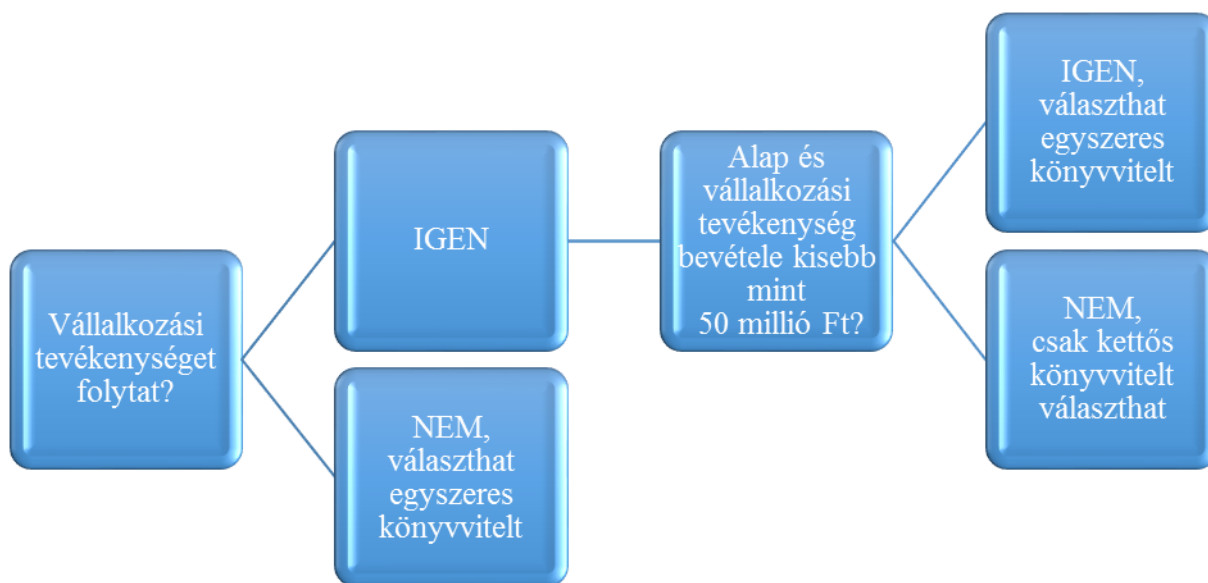 Vállalkozási
tevékenységet
folytat?
IGEN
NEM,
választhat
egyszeres
könyvvitelt
Alap és
vállalkozási
tevékenység
bevétele kisebb
mint
50 millió Ft?
IGEN,
választhat
egyszeres
könyvvitelt
NEM,
csak kettős
könyvvitelt
választhat